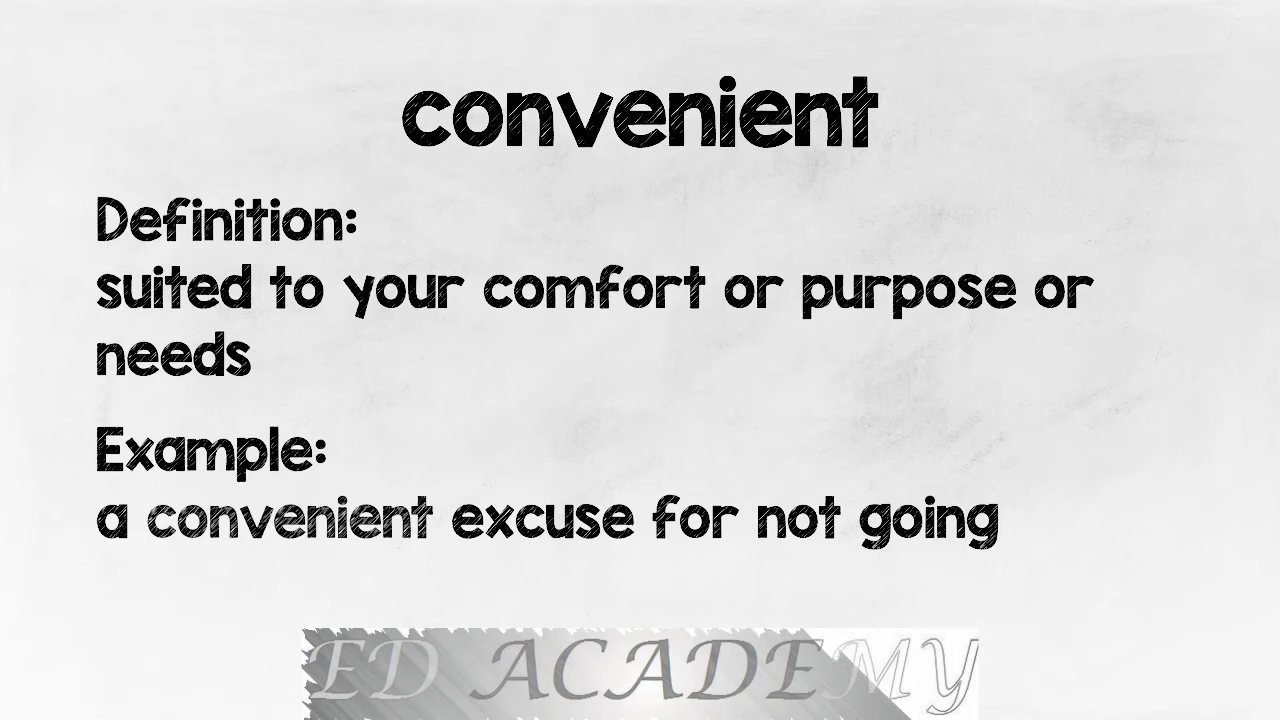 convenient
Definition:
suited to your comfort or purpose or
needs
Example:
a convenient excuse for not going
ED ACADEMY